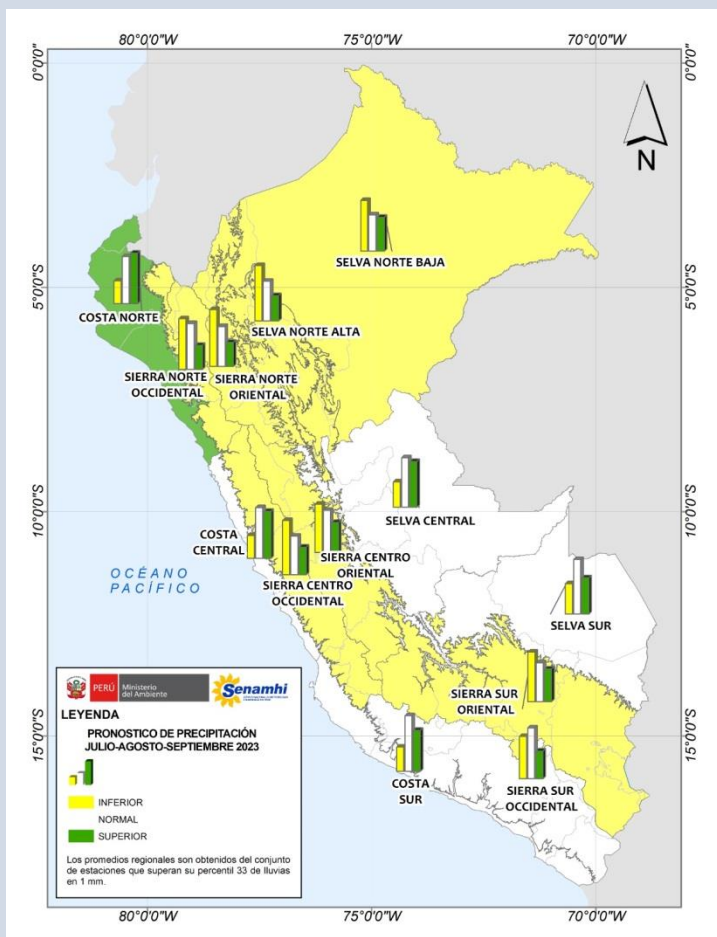 80°0'0"W
75°0'0"W
70°0'0"W
0°0'0"
0°0'0"
N
SELVA NORTE BAJA
5°0'0"S
5°0'0"S
COSTA NORTE
SELVA NORTE ALTA
SIERRA NORTE
OCCIDENTAL
SIERRA NORTE
ORIENTAL
10°0'0"S
10°0'0"S
SELVA CENTRAL
COSTA
CENTRAL
SIERRA CENTRO
ORIENTAL
SIERRA CENTRO
OCCIDENTAL
OCÉANO
PACÍFICO
SELVA SUR
SIERRA SUR
ORIENTAL
15°0'0"S
15°0'0"S
COSTA
SUR
SIERRA SUR
OCCIDENTAL
PERÚ
Ministerio
del Ambiente
Senamhi
LEYENDA
PRONOSTICO DE PRECIPITACIÓN
JULIO-AGOSTO-SEPTIEMBRE 2023
INFERIOR
NORMAL
SUPERIOR
Los promedios regionales son obtenidos del conjunto
de estaciones que superan su percentil 33 de lluvias
en 1 mm.
80°0'0"W
75°0'0"W
70°0'0"W